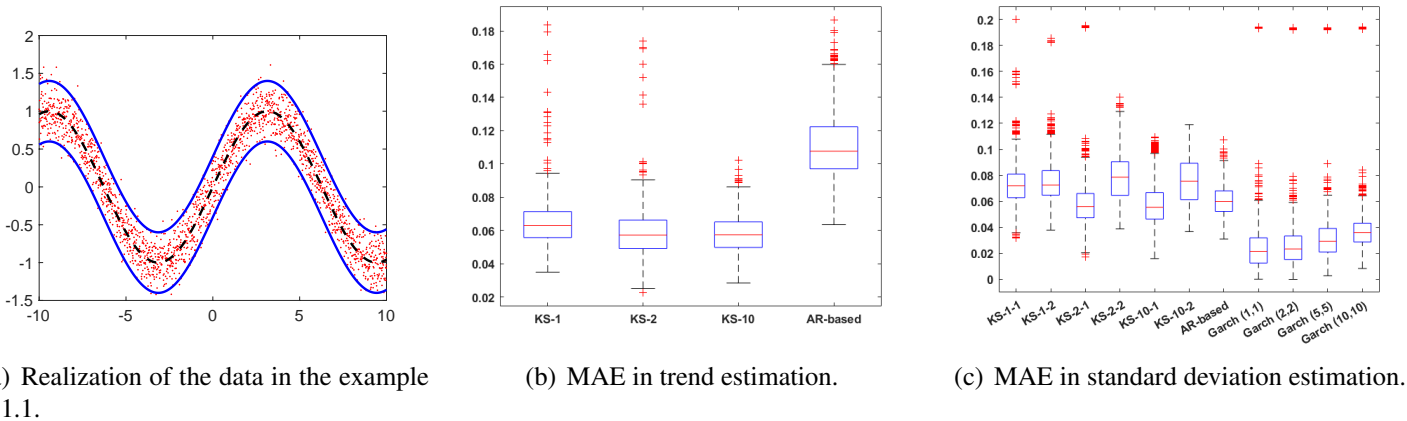 2
1.5
1
0.5
0
-0.5
-1
-1.5
-10
-5
0
5
10
0.18
0.16
0.14
0.12
0.1
0.08
0.06
0.04
0.02
KS-1
KS-2
KS-10
AR-based
0.2
0.18
0.16
0.14
0.12
0.1
0.08
0.06
0.04
0.02
0
KS-1-1
KS-1-2
KS-2-1
KS-2-2
KS-10-1
KS-10-2
AR-based
Garch (1,1)
Garch (2,2)
Garch (5,5)
Garch (10,10)
) Realization of the data in the example
1.1.
(b) MAE in trend estimation.
(c) MAE in standard deviation estimation.